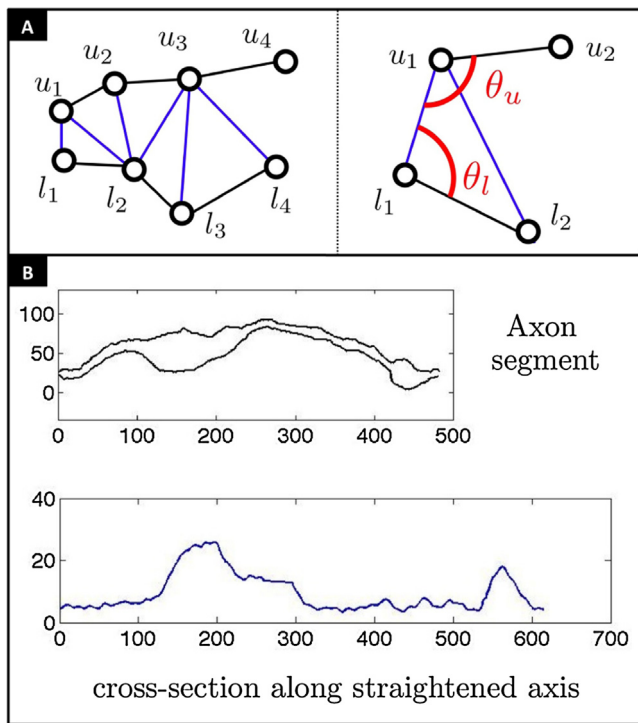 A
u1 u2 u3 u4
l1 l2 l3 l4
u1 u2
θu
θl
l1 l2
B
100
50
0
0 100 200 300 400 500
Axon
segment
40
20
0
0 100 200 300 400 500 600 700
cross-section along straightened axis